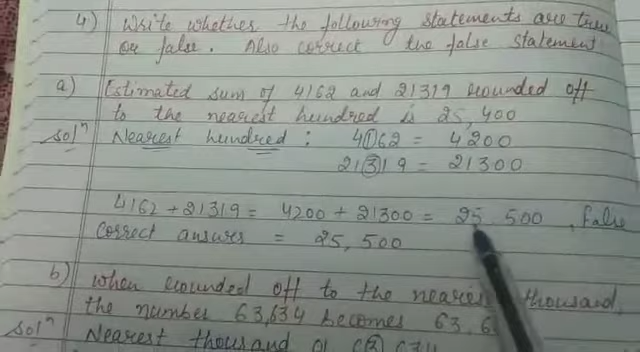 4) Write whether the following statements are true
or false. Also correct the false statement
a) Estimated sum of 4162 and 21319 rounded off
to the nearest hundred is 25,400
Solⁿ Nearest hundred : 4162 = 4200
21319 = 21300
4162 + 21319 = 4200 + 21300 = 25,500, False
Correct answer = 25,500
b) When rounded off to the nearest thousand,
the number 63,634 becomes 63,6
Solⁿ Nearest thousand